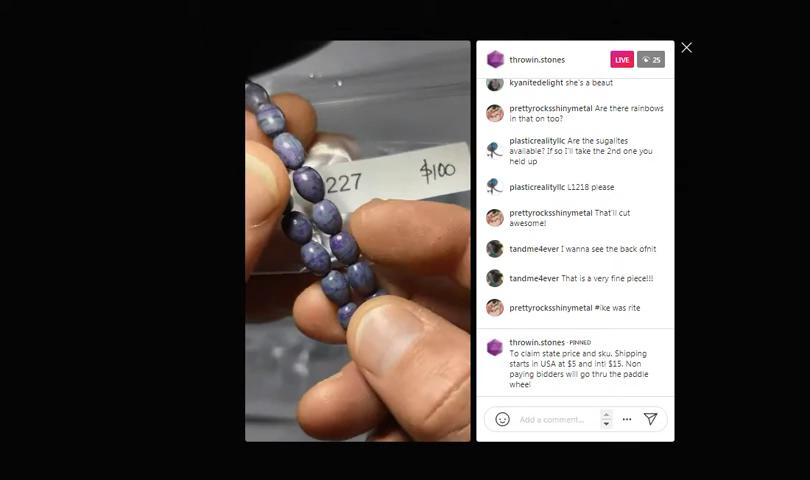 227 $100
throwin.stones LIVE 25
kyanitedelight she's a beaut
prettyrocksshinymetal Are there rainbows
in that on too?
plasticrealityllc Are the sugalites
available? If so I'll take the 2nd one you
held up
plasticrealityllc L1218 please
prettyrocksshinymetal That'll cut
awesome!
tandme4ever I wanna see the back ofnit
tandme4ever That is a very fine piece!!!
prettyrocksshinymetal #ike was rite
throwin.stones · PINNED
To claim state price and sku. Shipping
starts in USA at $5 and intl $15. Non
paying bidders will go thru the paddle
wheel
Add a comment...